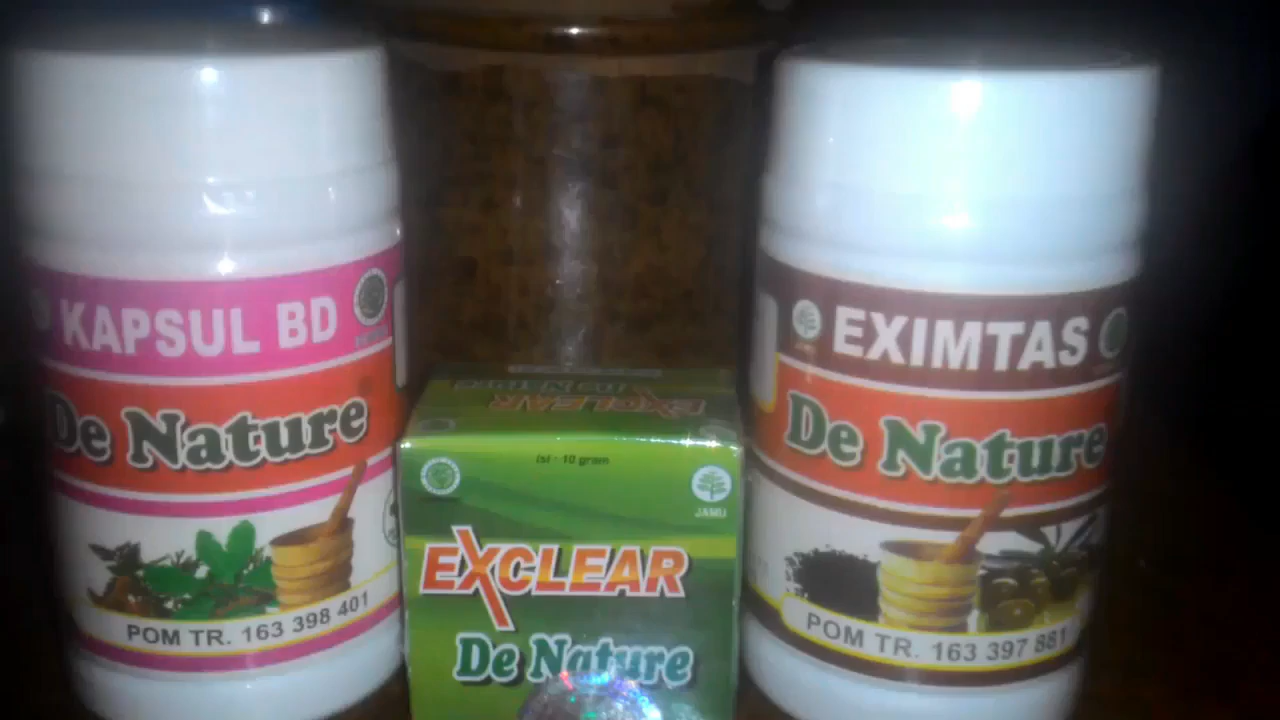 KAPSUL BD
De Nature
POM TR. 163 398 401
De Nature
EXCLEAR
Isi : 10 gram
JAMU
EXCLEAR
De Nature
EXIMTAS
De Nature
POM TR. 163 397 881